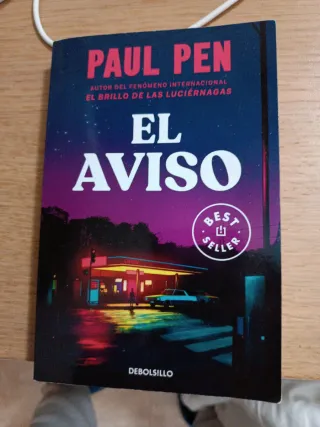 PAUL PEN
AUTOR DEL FENÓMENO INTERNACIONAL
EL BRILLO DE LAS LUCIÉRNAGAS
EL
AVISO
BEST
SELLER
DEBOLSILLO